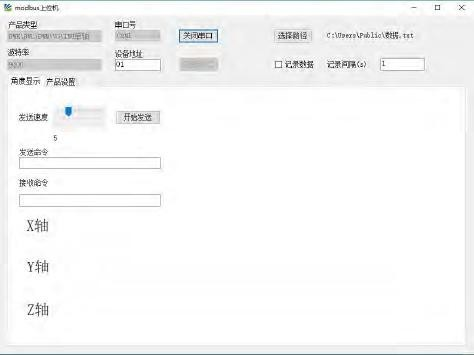 modbus上位机
产品类型
串口号
关闭串口
选择路径
C:\Users\Public\数据.txt
波特率
9600
设备地址
01
记录数据
记录间隔(s)
1
角度显示
产品设置
发送速度
开始发送
5
发送命令
接收命令
X轴
Y轴
Z轴